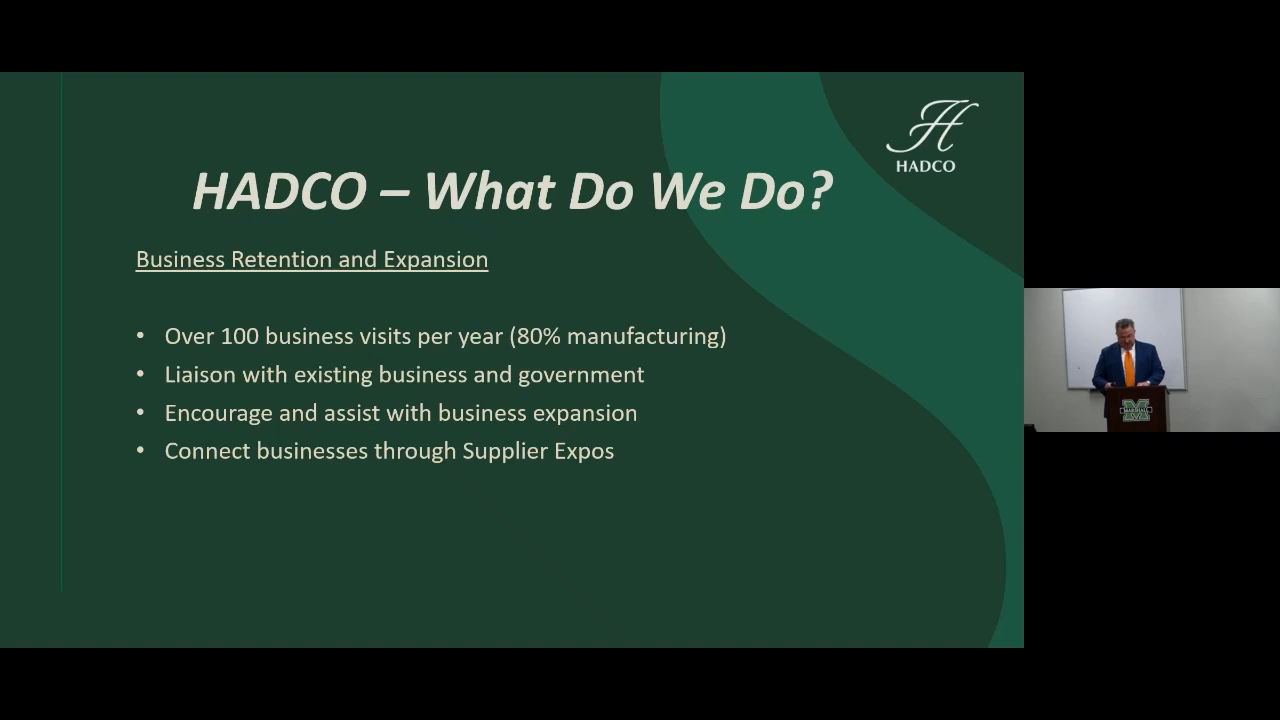 HADCO
HADCO – What Do We Do?
Business Retention and Expansion
• Over 100 business visits per year (80% manufacturing)
• Liaison with existing business and government
• Encourage and assist with business expansion
• Connect businesses through Supplier Expos
MARSHALL